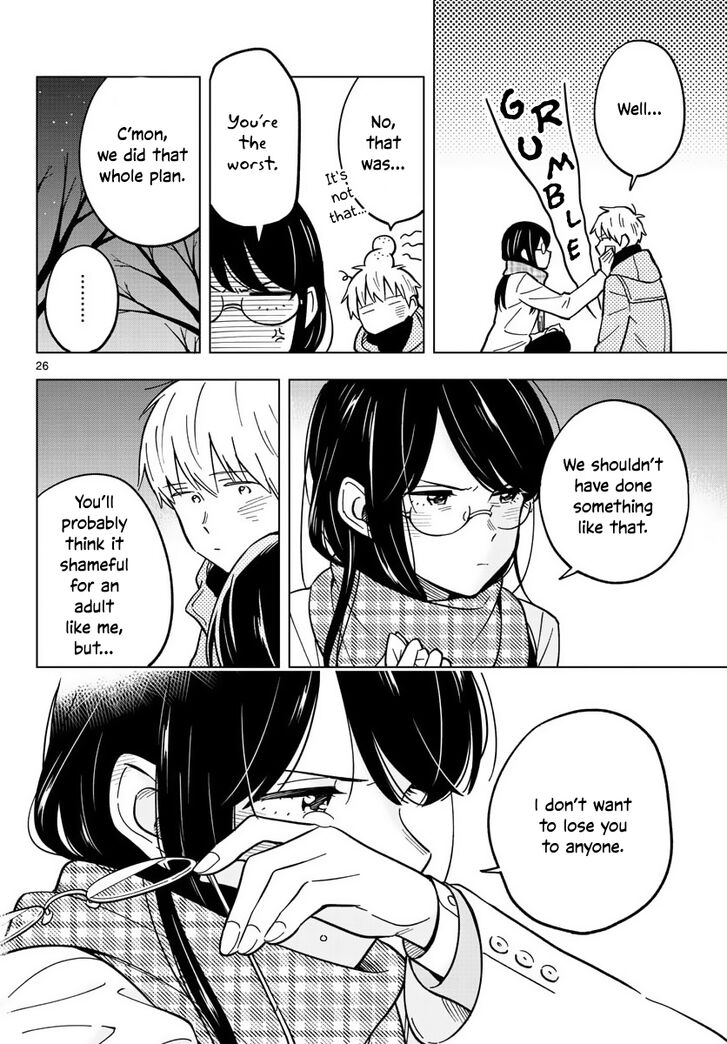 Well...
GRUMBLE
No,
that
was...
It's
not
that...
You're
the
worst.
C'mon,
we did that
whole plan.
.........
26
We shouldn't
have done
something
like that.
You'll
probably
think it
shameful
for an
adult
like me,
but...
I don't want
to lose you
to anyone.